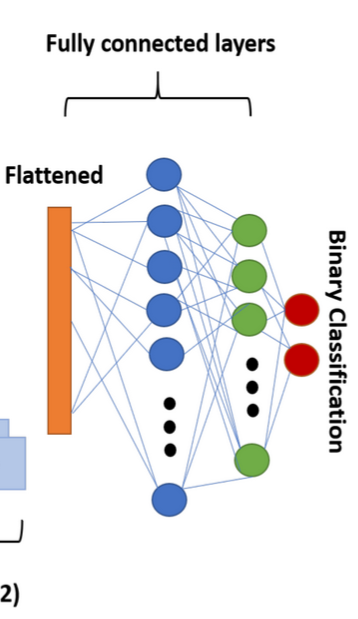 Fully connected layers
Flattened
Binary Classification
2)